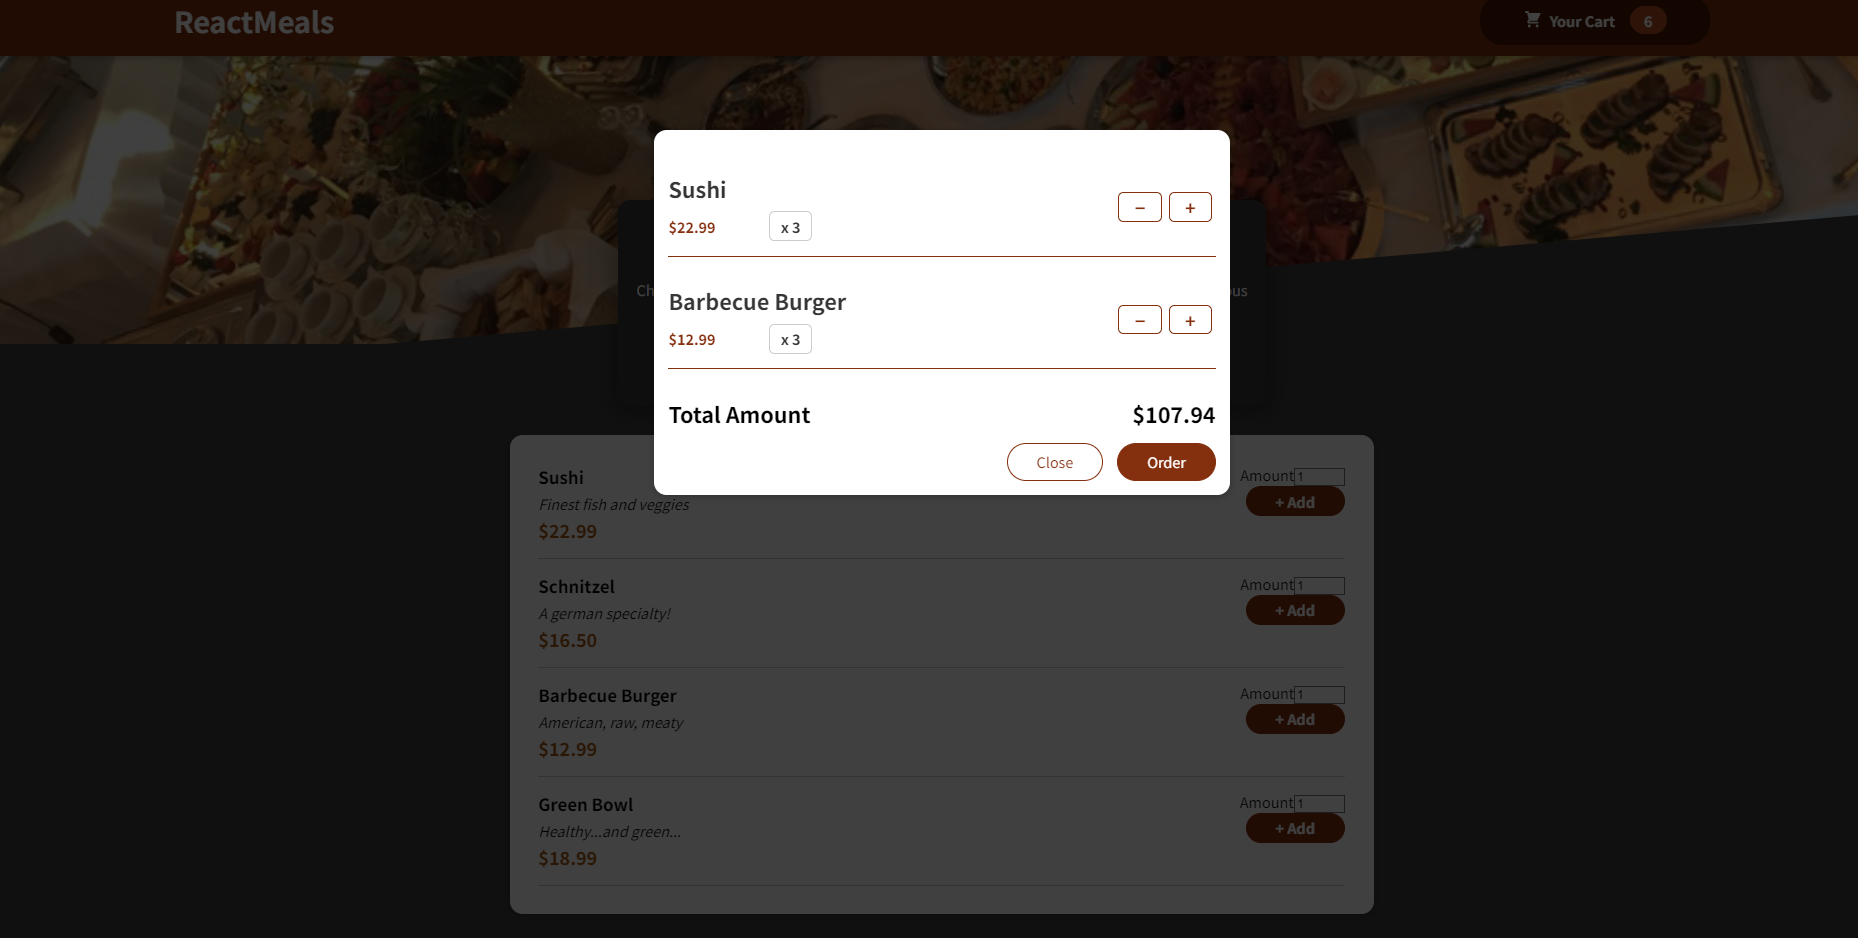 ReactMeals
Your Cart 6
Sushi
$22.99 x 3
− +
Barbecue Burger
$12.99 x 3
− +
Total Amount $107.94
Close Order
Sushi
Finest fish and veggies
$22.99
Amount 1
+ Add
Schnitzel
A german specialty!
$16.50
Amount 1
+ Add
Barbecue Burger
American, raw, meaty
$12.99
Amount 1
+ Add
Green Bowl
Healthy...and green...
$18.99
Amount 1
+ Add